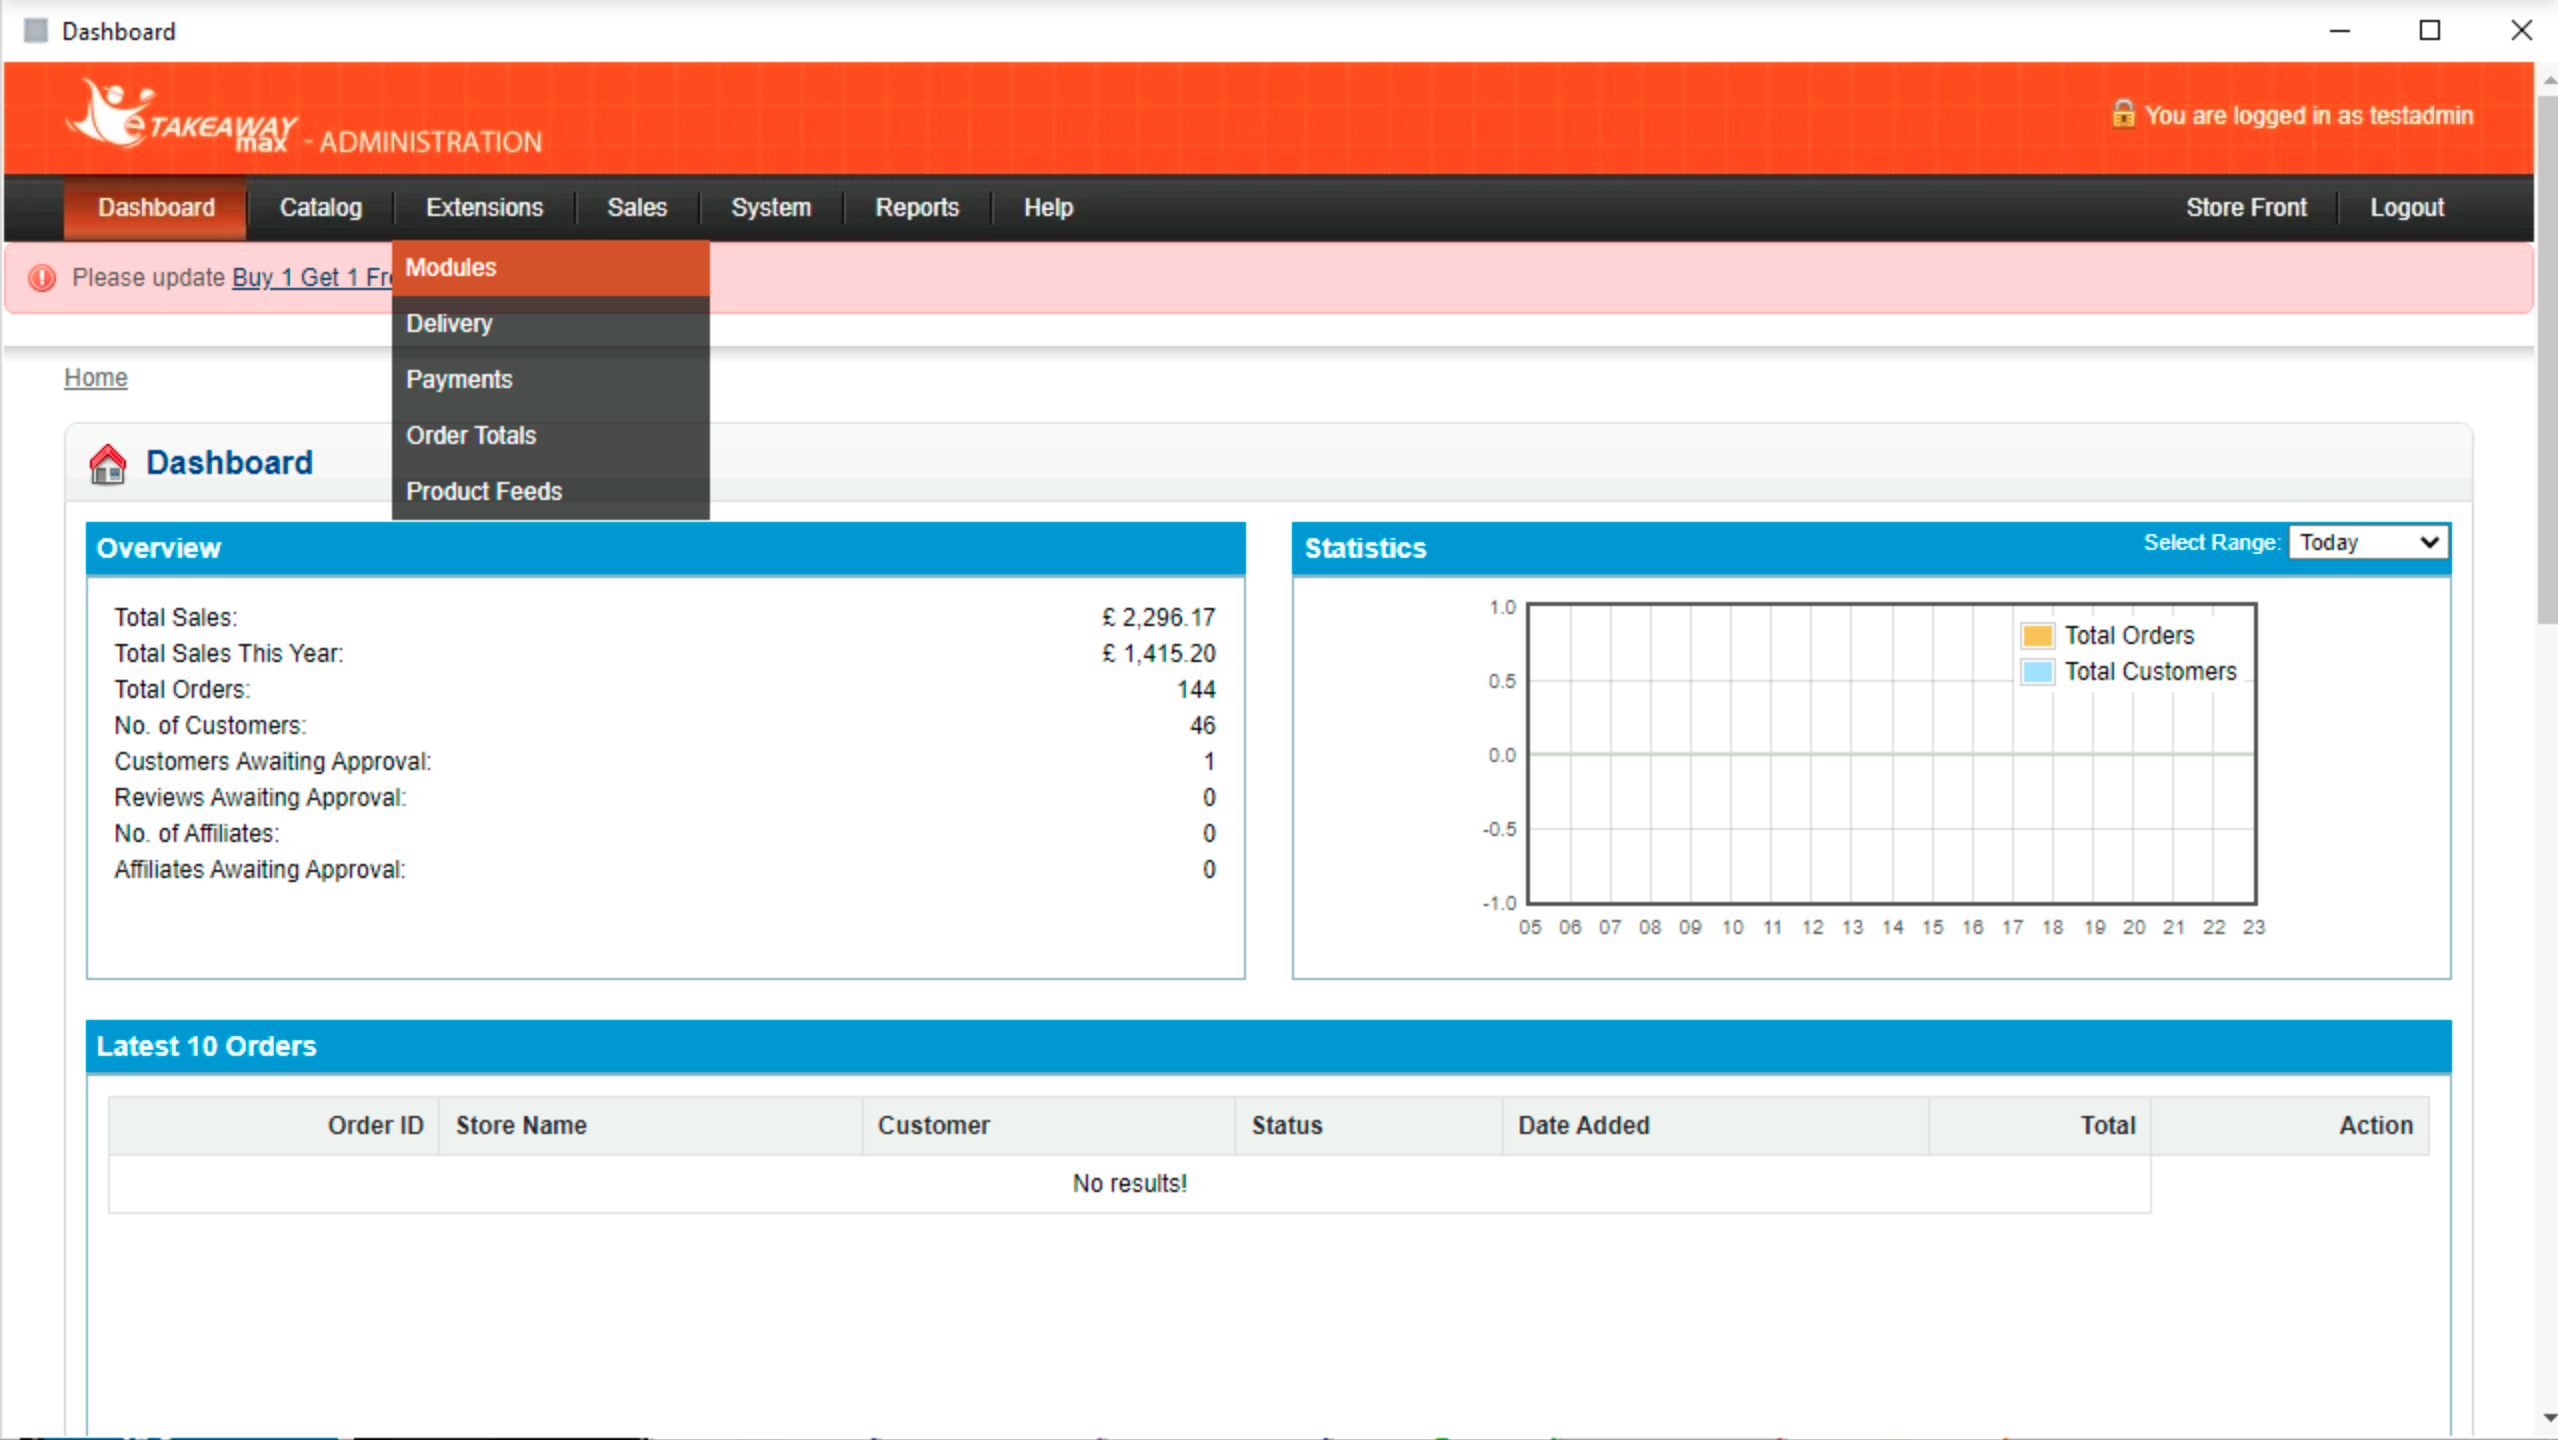 Dashboard
eTAKEAWAY max - ADMINISTRATION
You are logged in as testadmin
Dashboard Catalog Extensions Sales System Reports Help Store Front Logout
Please update Buy 1 Get 1
Modules
Delivery
Payments
Order Totals
Product Feeds
Home
Dashboard
Overview
Total Sales: £ 2,296.17
Total Sales This Year: £ 1,415.20
Total Orders: 144
No. of Customers: 46
Customers Awaiting Approval: 1
Reviews Awaiting Approval: 0
No. of Affiliates: 0
Affiliates Awaiting Approval: 0
Statistics
Select Range: Today
1.0
0.5
0.0
-0.5
-1.0
Total Orders
Total Customers
05 06 07 08 09 10 11 12 13 14 15 16 17 18 19 20 21 22 23
Latest 10 Orders
Order ID Store Name Customer Status Date Added Total Action
No results!